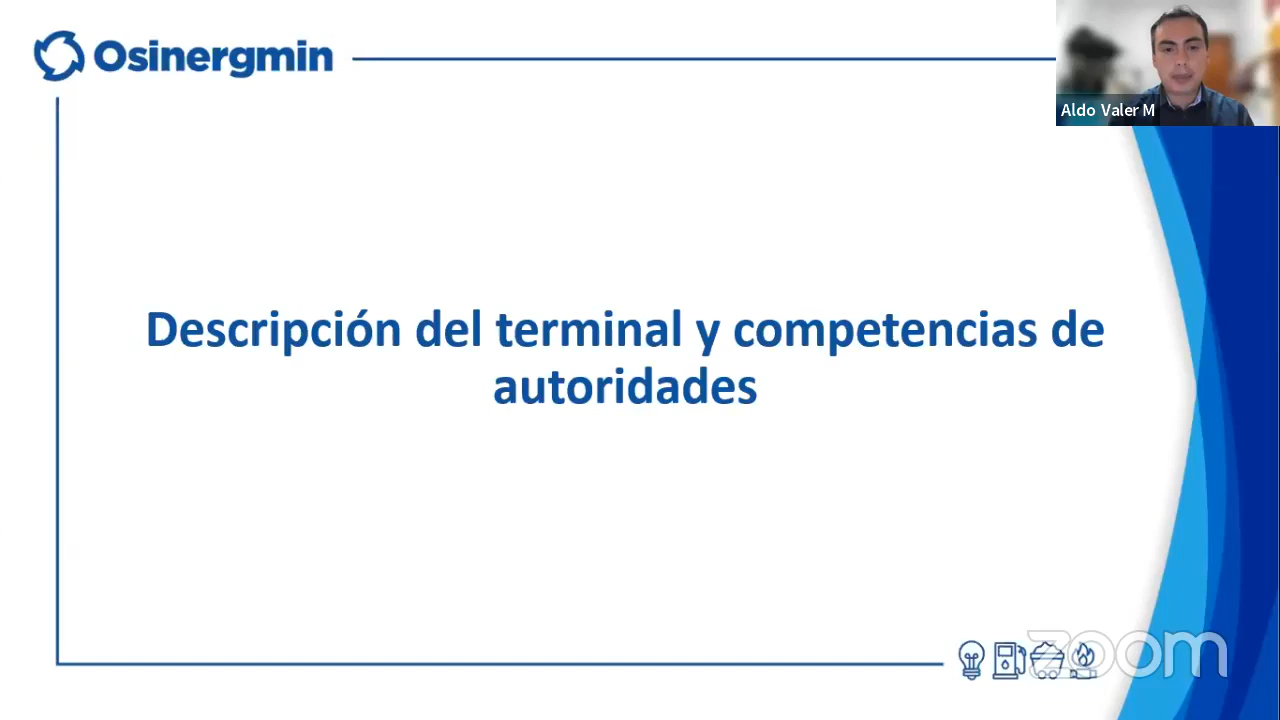 Osinergmin
Aldo Valer M
Descripción del terminal y competencias de
autoridades
zoom